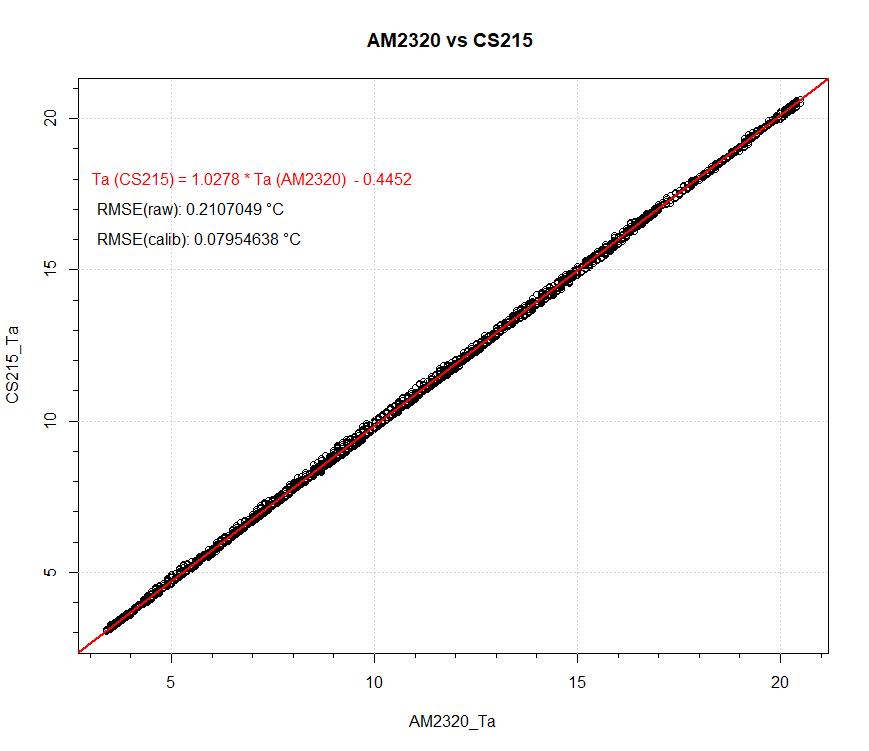 AM2320 vs CS215
Ta (CS215) = 1.0278 * Ta (AM2320)  - 0.4452
RMSE(raw): 0.2107049 °C
RMSE(calib): 0.07954638 °C
CS215_Ta
20
15
10
5
5 10 15 20
AM2320_Ta